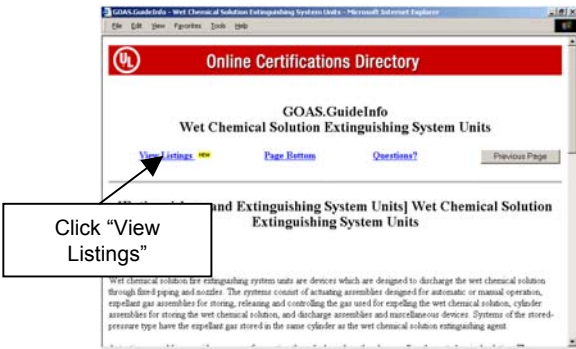 GOAS.GuideInfo - Wet Chemical Solution Extinguishing System Units - Microsoft Internet Explorer
File Edit View Favorites Tools Help
UL
Online Certifications Directory
GOAS.GuideInfo
Wet Chemical Solution Extinguishing System Units
View Listings NEW Page Bottom Questions? Previous Page
and Extinguishing System Units] Wet Chemical Solution
Extinguishing System Units
Click “View
Listings”
Wet chemical solution fire extinguishing system units are devices which are designed to discharge the wet chemical solution
through fixed piping and nozzles. The systems consist of actuating assemblies designed for automatic or manual operation,
expellant gas assemblies for storing, releasing and controlling the gas used for expelling the wet chemical solution, cylinder
assemblies for storing the wet chemical solution, and discharge assemblies and miscellaneous devices. Systems of the stored-
pressure type have the expellant gas stored in the same cylinder as the wet chemical solution extinguishing agent.